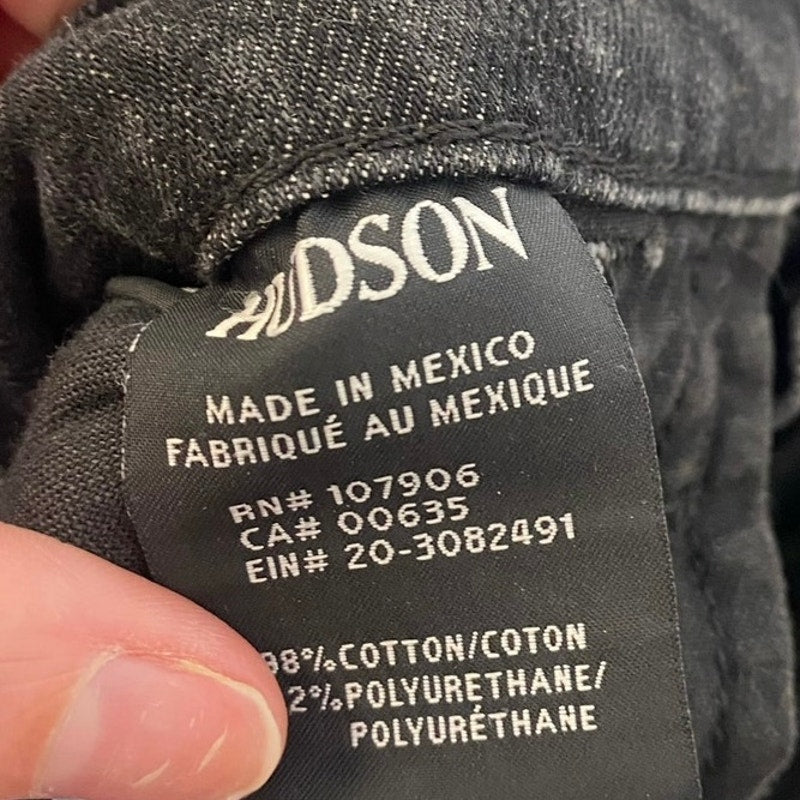 HUDSON
MADE IN MEXICO
FABRIQUÉ AU MEXIQUE
RN# 107906
CA# 00635
EIN# 20-3082491
98%COTTON/COTON
2%POLYURETHANE/
POLYURÉTHANE